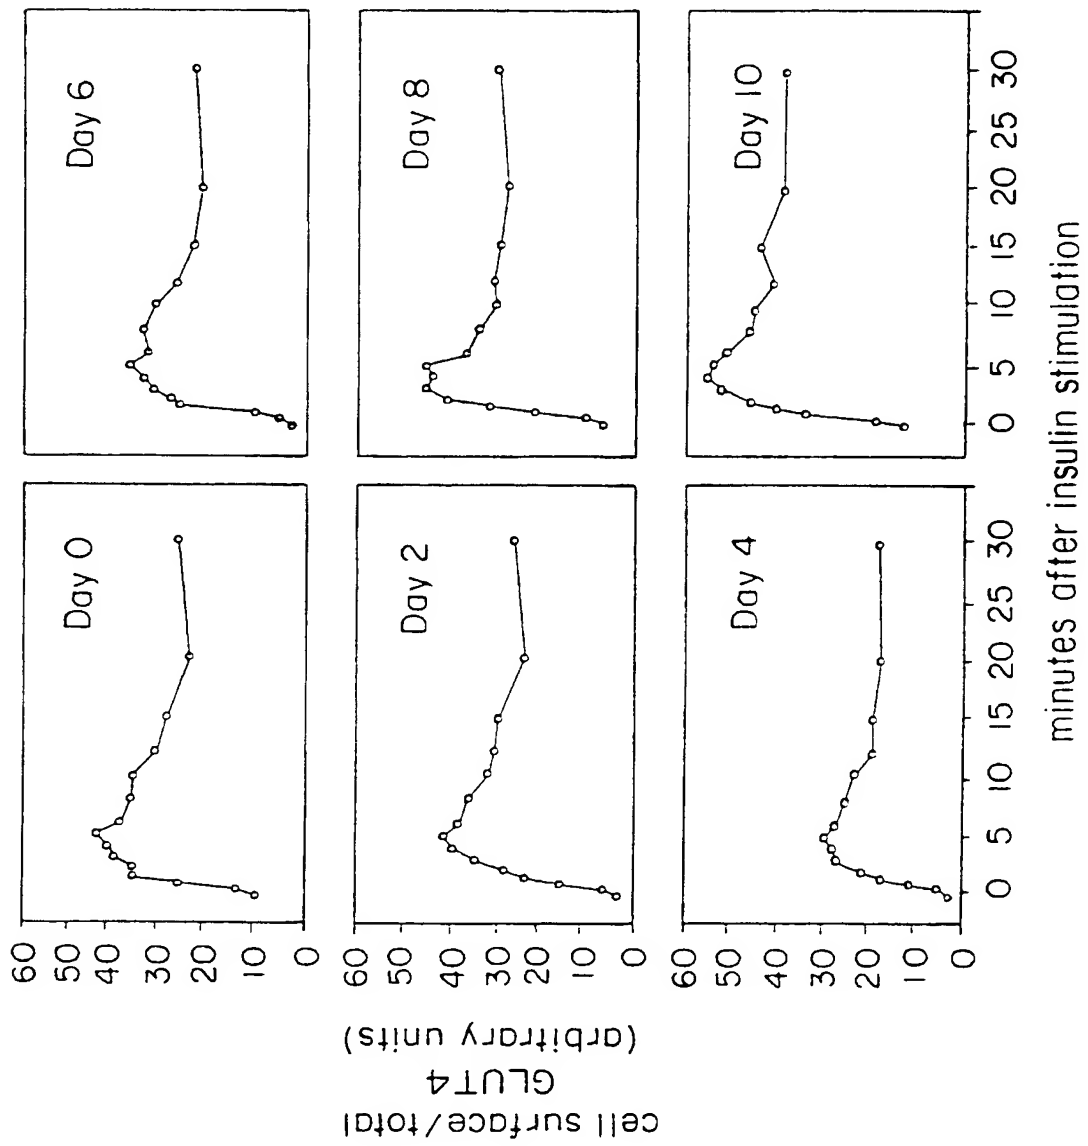 cell surface/total
GLUT4
(arbitrary units)
60
50
40
30
20
10
0
Day 0
Day 6
60
50
40
30
20
10
0
Day 2
Day 8
60
50
40
30
20
10
0
Day 4
Day 10
0 5 10 15 20 25 30
0 5 10 15 20 25 30
minutes after insulin stimulation